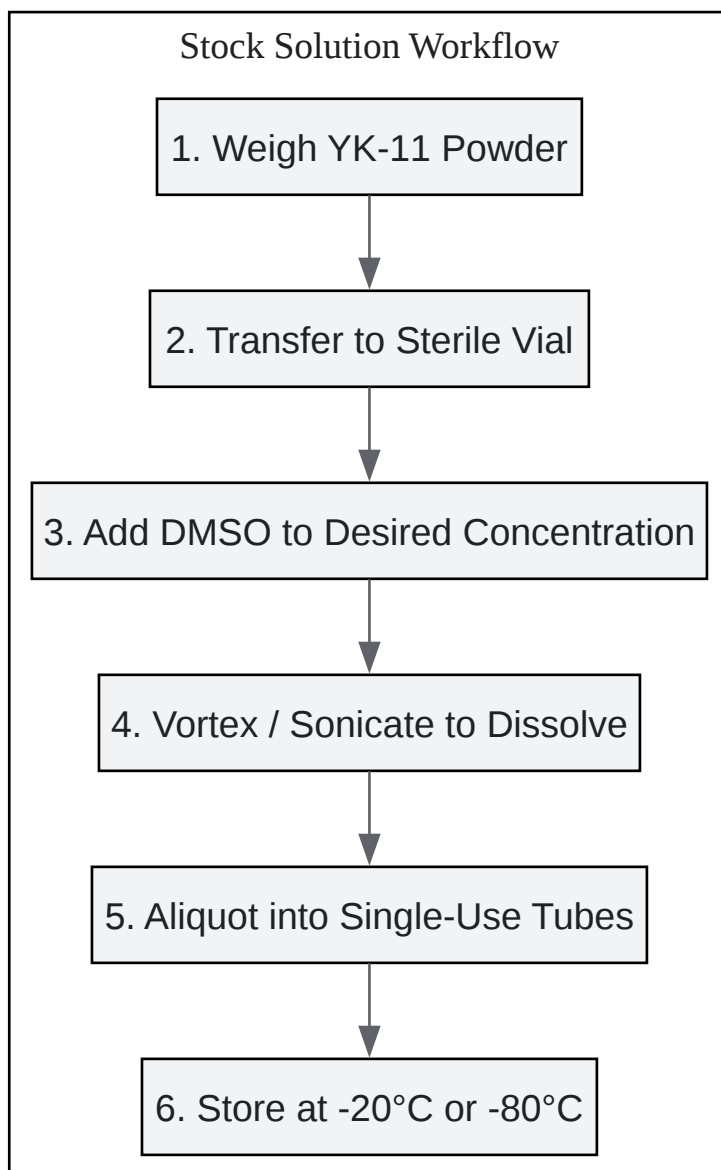 Stock Solution Workflow
1. Weigh YK-11 Powder
2. Transfer to Sterile Vial
3. Add DMSO to Desired Concentration
4. Vortex / Sonicate to Dissolve
5. Aliquot into Single-Use Tubes
6. Store at -20°C or -80°C